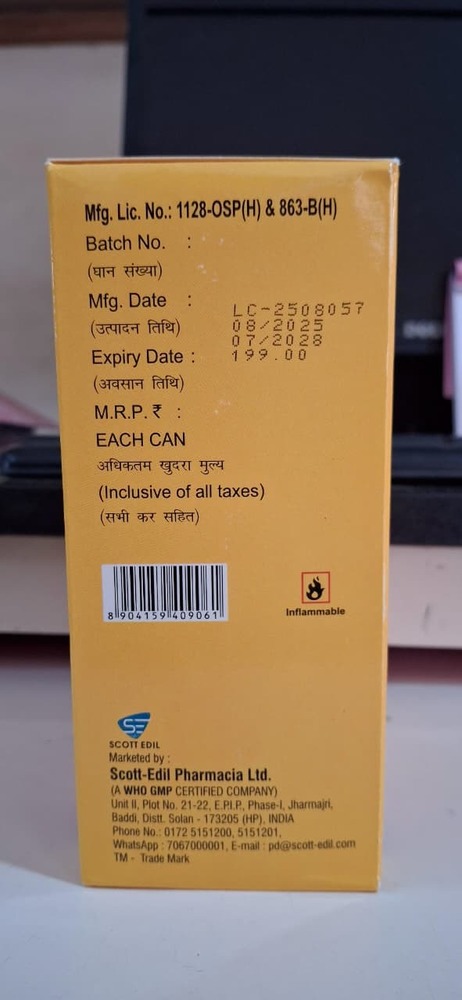 Mfg. Lic. No.: 1128-OSP(H) & 863-B(H)
Batch No. :
(घान संख्या)
Mfg. Date :
(उत्पादन तिथि)
Expiry Date :
(अवसान तिथि)
M.R.P. ₹ :
EACH CAN
अधिकतम खुदरा मुल्य
(Inclusive of all taxes)
(सभी कर सहित)
LC-2508057
08/2025
07/2028
199.00
8 904159 409061
Inflammable
SE
SCOTT EDIL
Marketed by :
Scott-Edil Pharmacia Ltd.
(A WHO GMP CERTIFIED COMPANY)
Unit II, Plot No. 21-22, E.P.I.P., Phase-I, Jharmajri,
Baddi, Distt. Solan - 173205 (HP), INDIA
Phone No.: 0172 5151200, 5151201,
WhatsApp : 7067000001, E-mail : pd@scott-edil.com
TM - Trade Mark